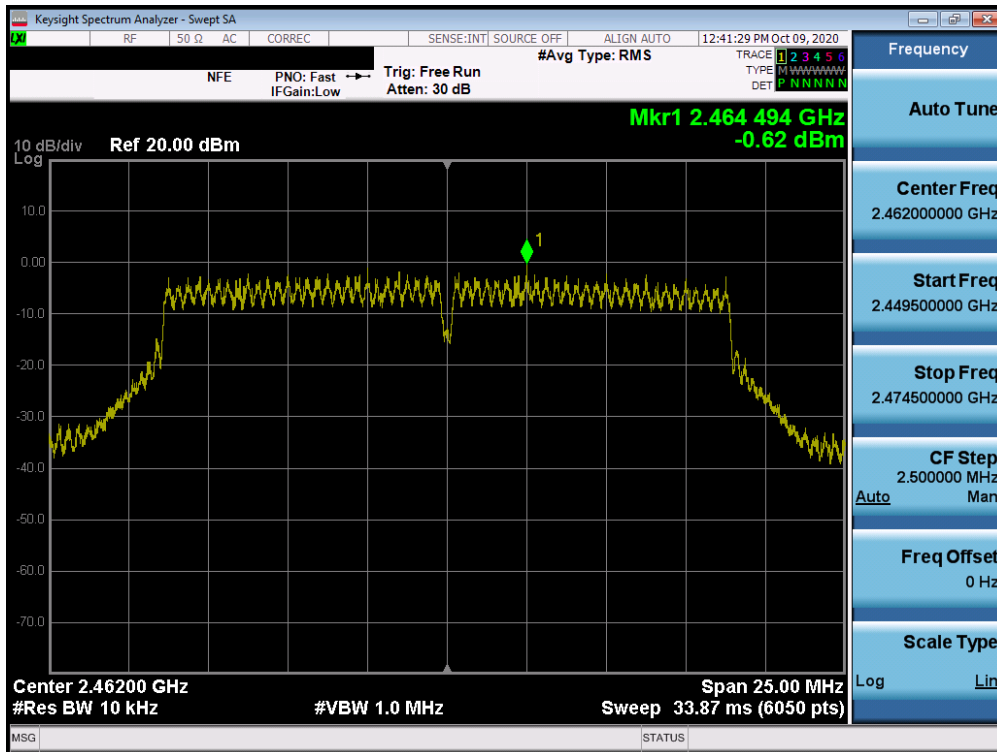 Keysight Spectrum Analyzer - Swept SA
LXI RF 50 Ω AC CORREC SENSE:INT SOURCE OFF ALIGN AUTO 12:41:29 PM Oct 09, 2020
NFE PNO: Fast Trig: Free Run #Avg Type: RMS TRACE 1 2 3 4 5 6
IFGain:Low Atten: 30 dB TYPE M WWWWW
DET P N N N N N
Mkr1 2.464 494 GHz
-0.62 dBm
10 dB/div Ref 20.00 dBm
Log
1
10.0
0.00
-10.0
-20.0
-30.0
-40.0
-50.0
-60.0
-70.0
Center 2.46200 GHz Span 25.00 MHz
#Res BW 10 kHz #VBW 1.0 MHz Sweep 33.87 ms (6050 pts)
MSG STATUS
Frequency
Auto Tune
Center Freq
2.462000000 GHz
Start Freq
2.449500000 GHz
Stop Freq
2.474500000 GHz
CF Step
2.500000 MHz
Auto Man
Freq Offset
0 Hz
Scale Type
Log Lin